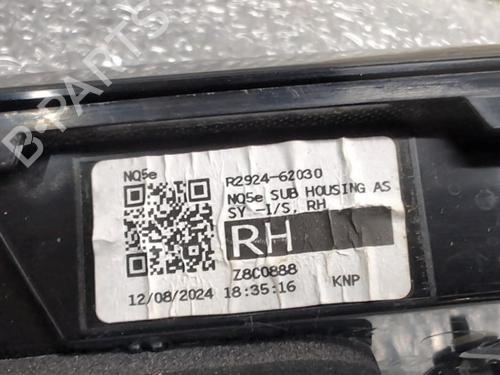 B-PARTS
NQ5e
R2924-62030
NQ5e SUB HOUSING AS
SY -I/S, RH
RH
Z8C0888
12/08/2024 18:35:16 KNP